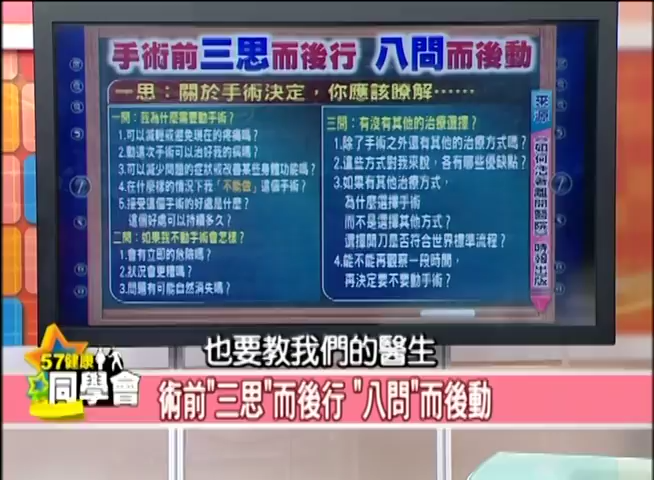 手術前三思而後行 八問而後動
一思：關於手術決定，你應該瞭解……
一問：我為什麼需要動手術？
1.可以減輕或避免現在的疼痛嗎？
2.動這次手術可以治好我的病嗎？
3.可以減少問題的症狀或改善某些身體功能嗎？
4.在什麼樣的情況下我「不能做」這個手術？
5.接受這個手術的好處是什麼？
這個好處可以持續多久？
二問：如果我不動手術會怎樣？
1.會有立即的危險嗎？
2.狀況會更糟嗎？
3.問題有可能自然消失嗎？
三問：有沒有其他的治療選擇？
1.除了手術之外還有其他的治療方式嗎？
2.這些方式對我來說，各有哪些優缺點？
3.如果有其他治療方式，
為什麼選擇手術
而不是選擇其他方式？
選擇開刀是否符合世界標準流程？
4.能不能再觀察一段時間，
再決定要不要動手術？
來源
《如何活著離開醫院》時報出版
也要教我們的醫生
57健康
同學會
術前"三思"而後行 "八問"而後動